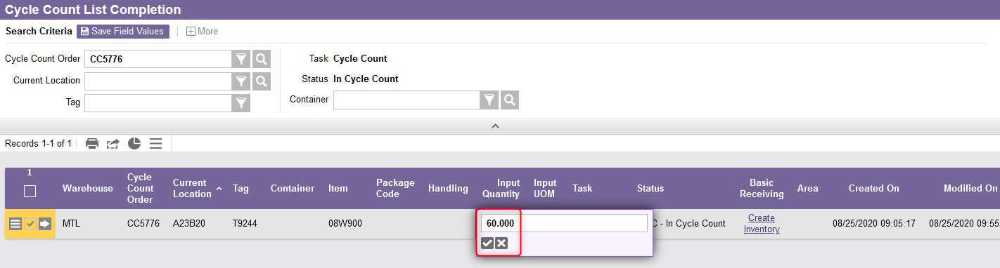 Cycle Count List Completion
Search Criteria Save Field Values More
Cycle Count Order CC5776 Task Cycle Count
Current Location Status In Cycle Count
Tag Container
Records 1-1 of 1
1
Warehouse Cycle Count Order Current Location Tag Container Item Package Code Handling Input Quantity Input UOM Task Status Basic Receiving Area Created On Modified On
MTL CC5776 A23B20 T9244 08W900 60.000 C - In Cycle Count Create Inventory 08/25/2020 09:05:17 08/25/2020 09:55